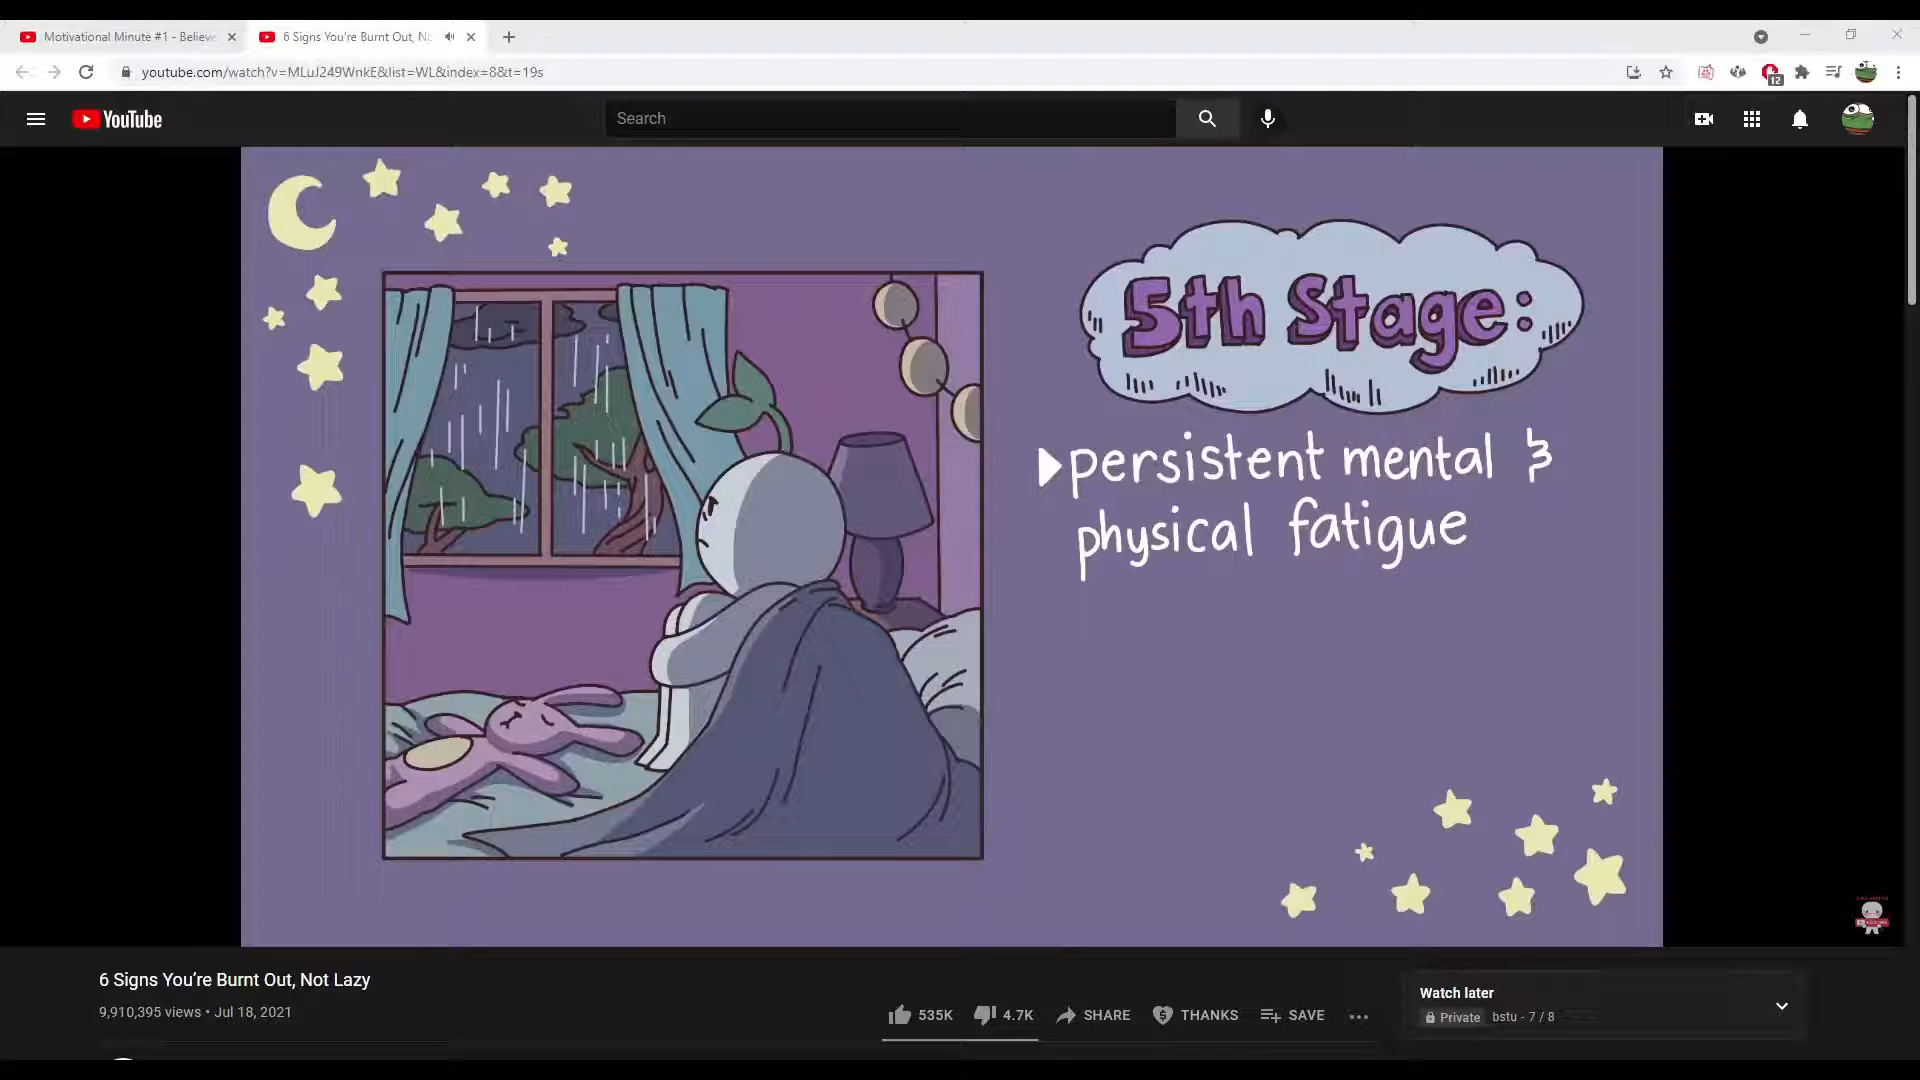 Motivational Minute #1 - Believe
6 Signs You're Burnt Out, No
youtube.com/watch?v=MLuJ249WnkE&list=WL&index=8&t=19s
12
YouTube
Search
5th Stage:
persistent mental &
physical fatigue
6 Signs You're Burnt Out, Not Lazy
9,910,395 views • Jul 18, 2021
535K
4.7K
SHARE
THANKS
SAVE
Watch later
Private
bstu - 7 / 8